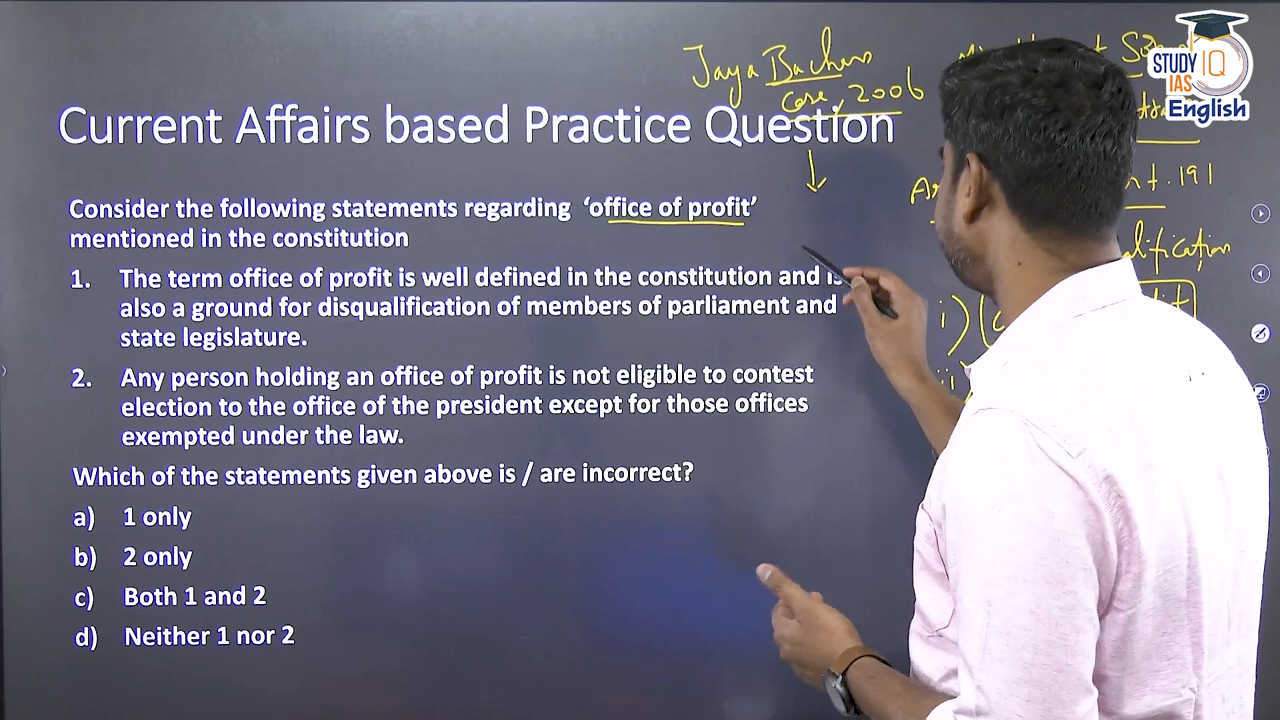 Jaya Bachan
case, 2006
STUDY IQ
IAS
English
Current Affairs based Practice Question
Art. 191
Consider the following statements regarding ‘office of profit’
mentioned in the constitution
1. The term office of profit is well defined in the constitution and is
also a ground for disqualification of members of parliament and
state legislature.
i)
2. Any person holding an office of profit is not eligible to contest
election to the office of the president except for those offices
exempted under the law.
ii
Which of the statements given above is / are incorrect?
a) 1 only
b) 2 only
c) Both 1 and 2
d) Neither 1 nor 2